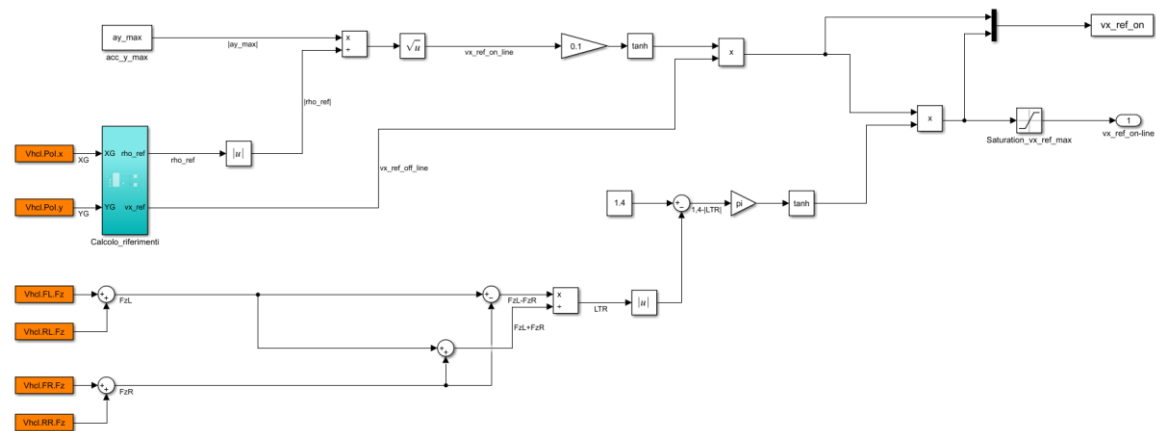 ay_max
acc_y_max
|ay_max|
x
÷
√u
vx_ref_on_line
0.1
tanh
x
vx_ref_on
|rho_ref|
x
1
vx_ref_on-line
Saturation_vx_ref_max
Vhcl.PoI.x
XG
XG
rho_ref
rho_ref
|u|
vx_ref_off_line
Vhcl.PoI.y
YG
YG
vx_ref
Calcolo_riferimenti
1.4
+
−
1,4-|LTR|
pi
tanh
Vhcl.FL.Fz
+
+
FzL
+
−
FzL-FzR
x
÷
LTR
|u|
Vhcl.RL.Fz
FzL+FzR
+
+
Vhcl.FR.Fz
+
+
FzR
Vhcl.RR.Fz